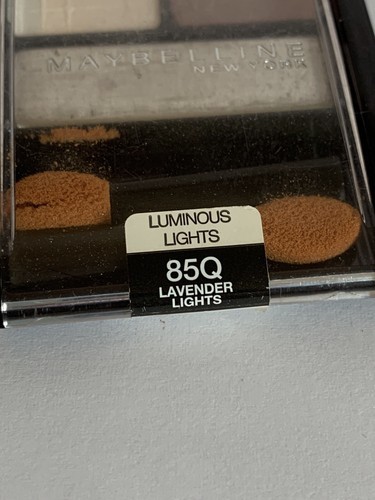 MAYBELLINE
NEW YORK
LUMINOUS
LIGHTS
85Q
LAVENDER
LIGHTS